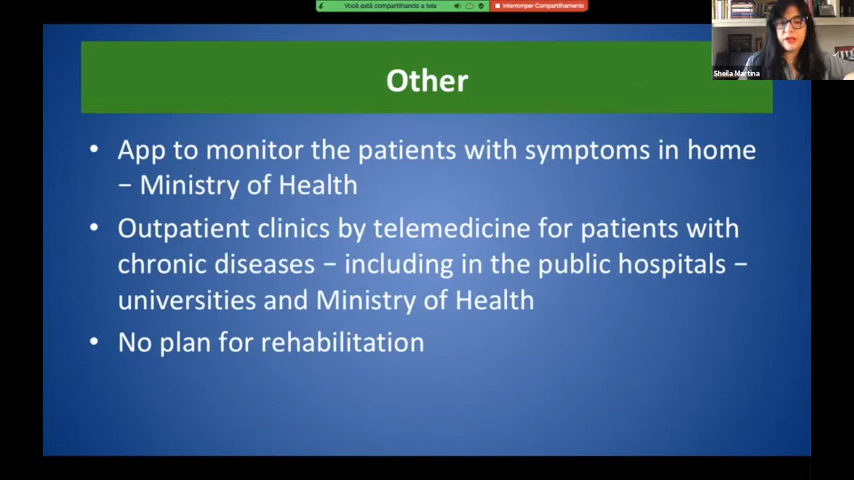 Você está compartilhando a tela
Interromper Compartilhamento
Sheila Martina
Other
• App to monitor the patients with symptoms in home
– Ministry of Health
• Outpatient clinics by telemedicine for patients with
chronic diseases – including in the public hospitals –
universities and Ministry of Health
• No plan for rehabilitation